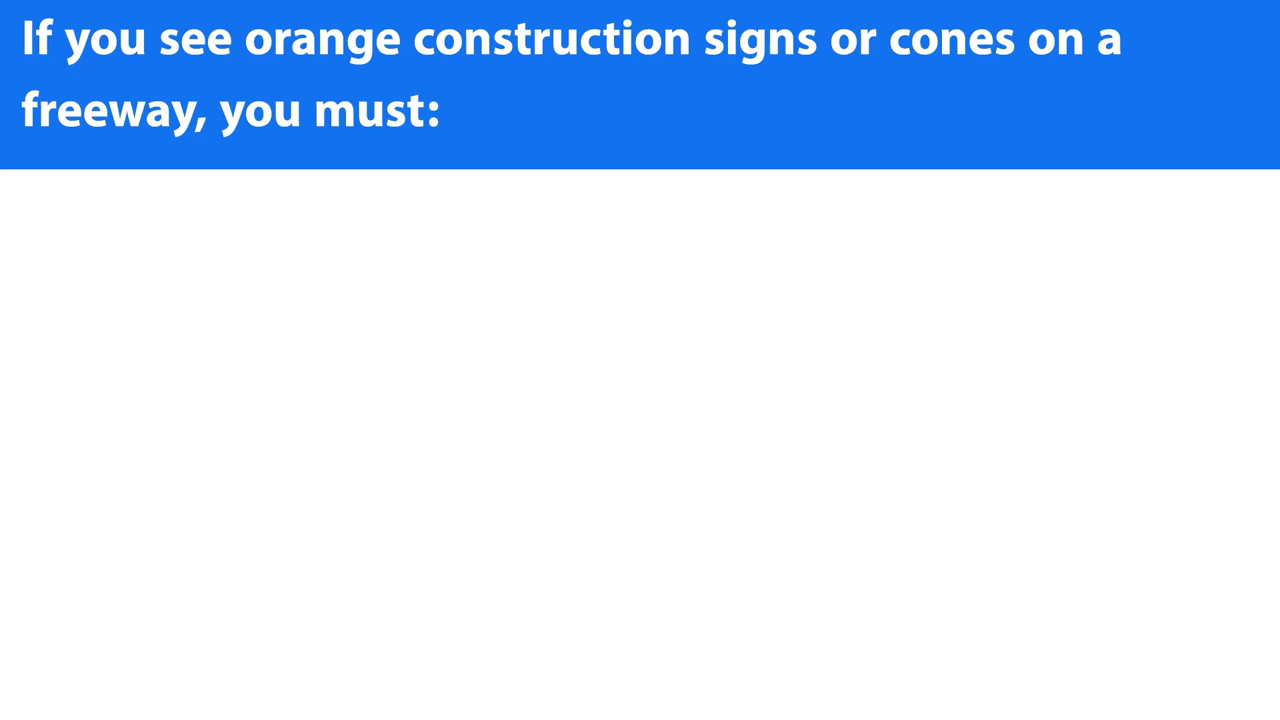 If you see orange construction signs or cones on a
freeway, you must: